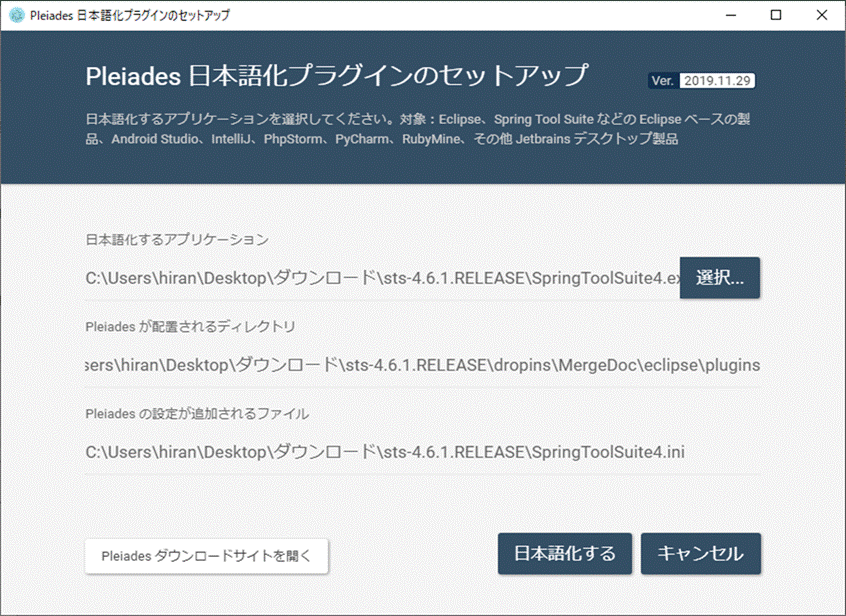 Pleiades 日本語化プラグインのセットアップ
Pleiades 日本語化プラグインのセットアップ
Ver. 2019.11.29
日本語化するアプリケーションを選択してください。対象：Eclipse、Spring Tool Suite などの Eclipse ベースの製
品、Android Studio、IntelliJ、PhpStorm、PyCharm、RubyMine、その他 Jetbrains デスクトップ製品
日本語化するアプリケーション
C:\Users\hiran\Desktop\ダウンロード\sts-4.6.1.RELEASE\SpringToolSuite4.ex
選択...
Pleiades が配置されるディレクトリ
sers\hiran\Desktop\ダウンロード\sts-4.6.1.RELEASE\dropins\MergeDoc\eclipse\plugins
Pleiades の設定が追加されるファイル
C:\Users\hiran\Desktop\ダウンロード\sts-4.6.1.RELEASE\SpringToolSuite4.ini
Pleiades ダウンロードサイトを開く
日本語化する
キャンセル